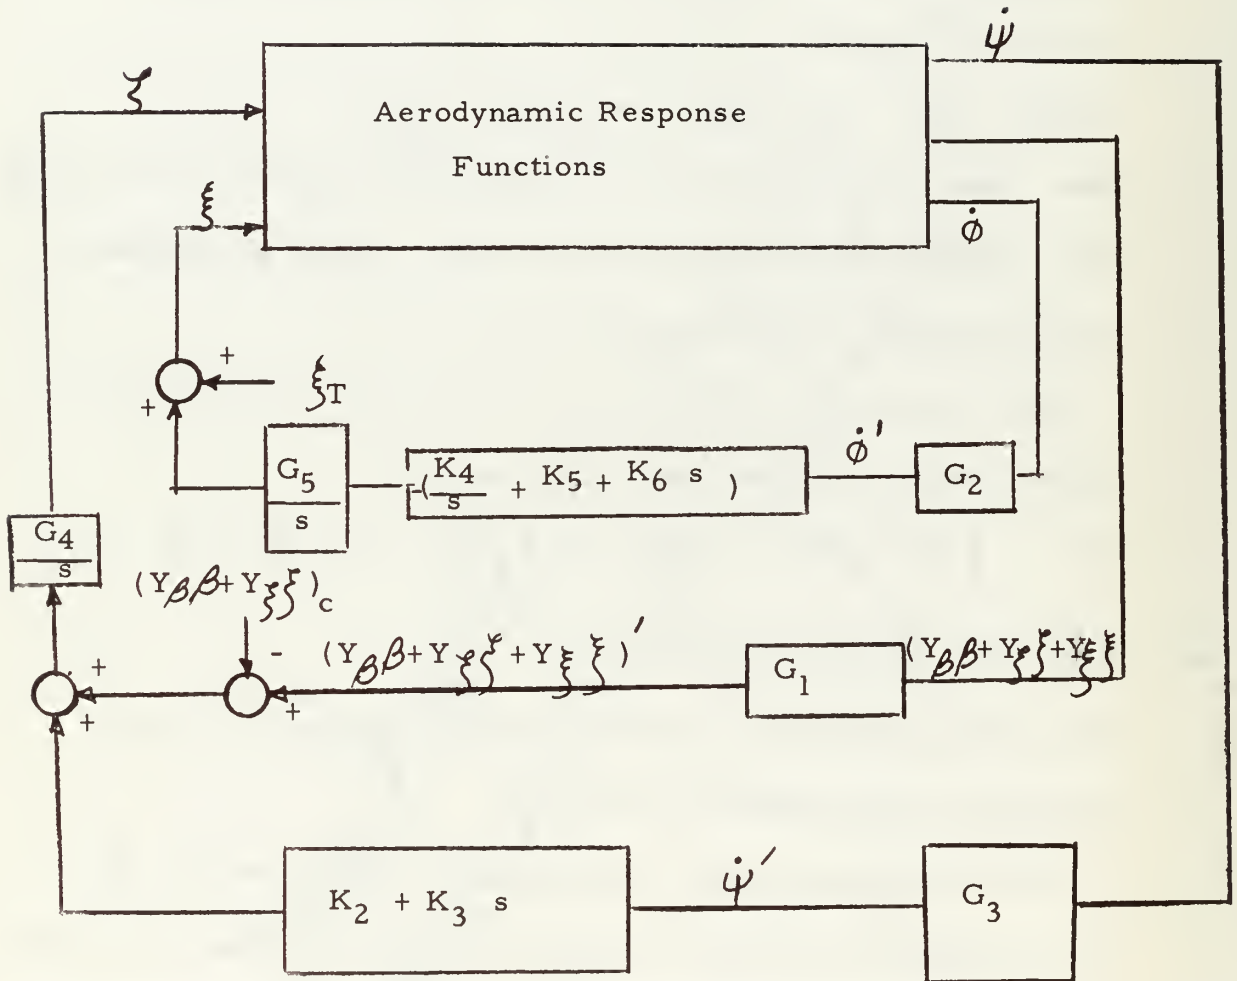 ψ̇
ζ
Aerodynamic Response
Functions
ξ
φ̇
+
ξT
+
G5
s
-(K4/s + K5 + K6 s)
φ̇′
G2
G4
s
(Yββ+Yζζ)c
-
(Yββ+Yζζ+Yξξ)′
G1
(Yββ+Yζζ+Yξξ
+
+
+
K2 + K3 s
ψ̇′
G3